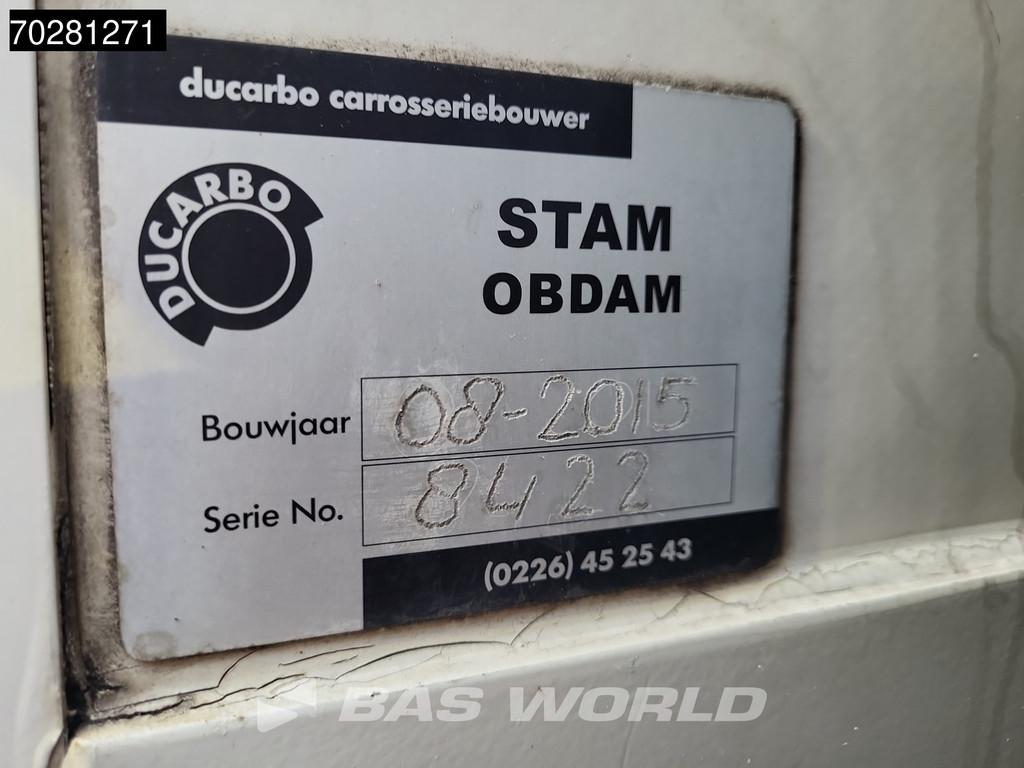 70281271
ducarbo carrosseriebouwer
DUCARBO
STAM
OBDAM
Bouwjaar 08-2015
Serie No. 8422
(0226) 45 25 43
BAS WORLD